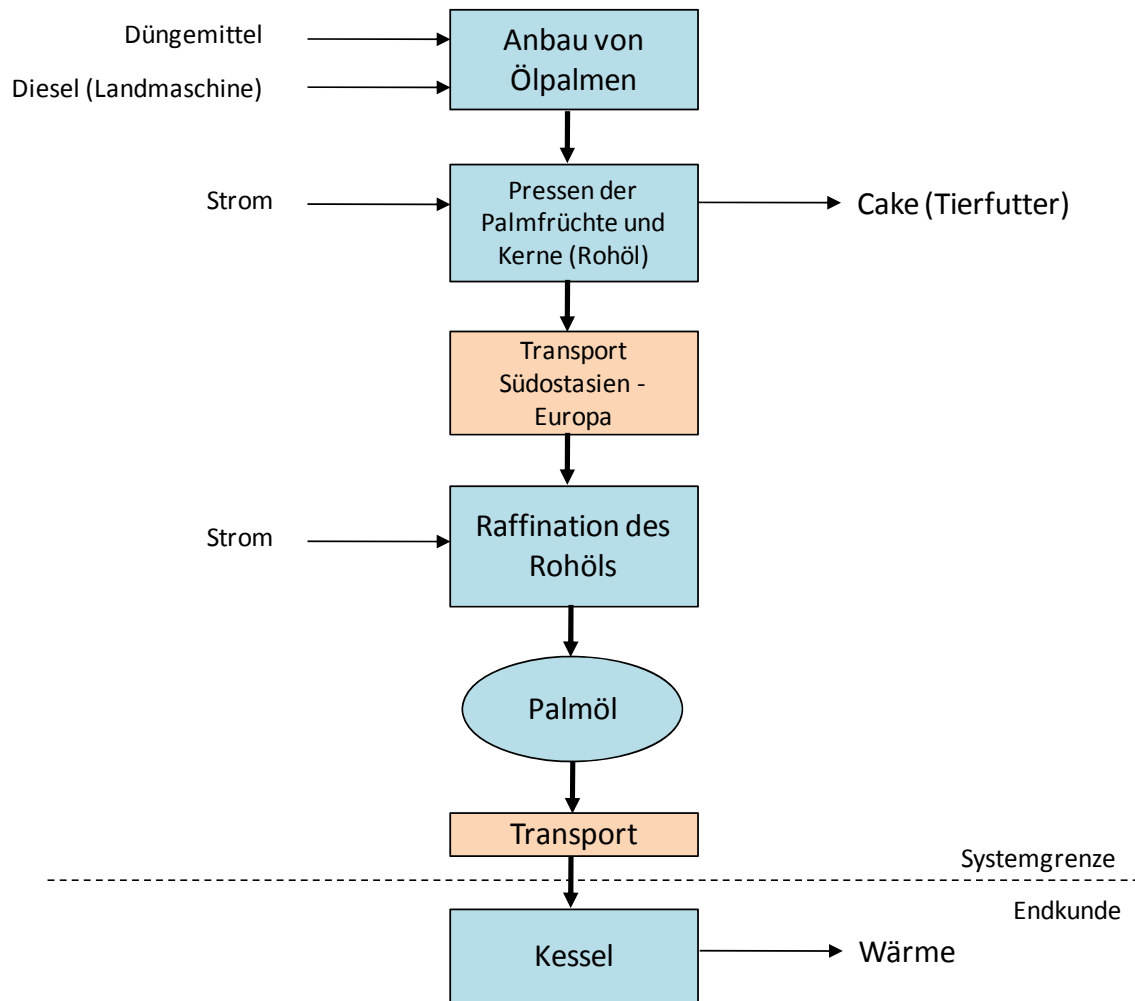 Düngemittel
Diesel (Landmaschine)
Anbau von
Ölpalmen
Strom
Pressen der
Palmfrüchte und
Kerne (Rohöl)
Cake (Tierfutter)
Transport
Südostasien -
Europa
Strom
Raffination des
Rohöls
Palmöl
Transport
Systemgrenze
Endkunde
Kessel
Wärme